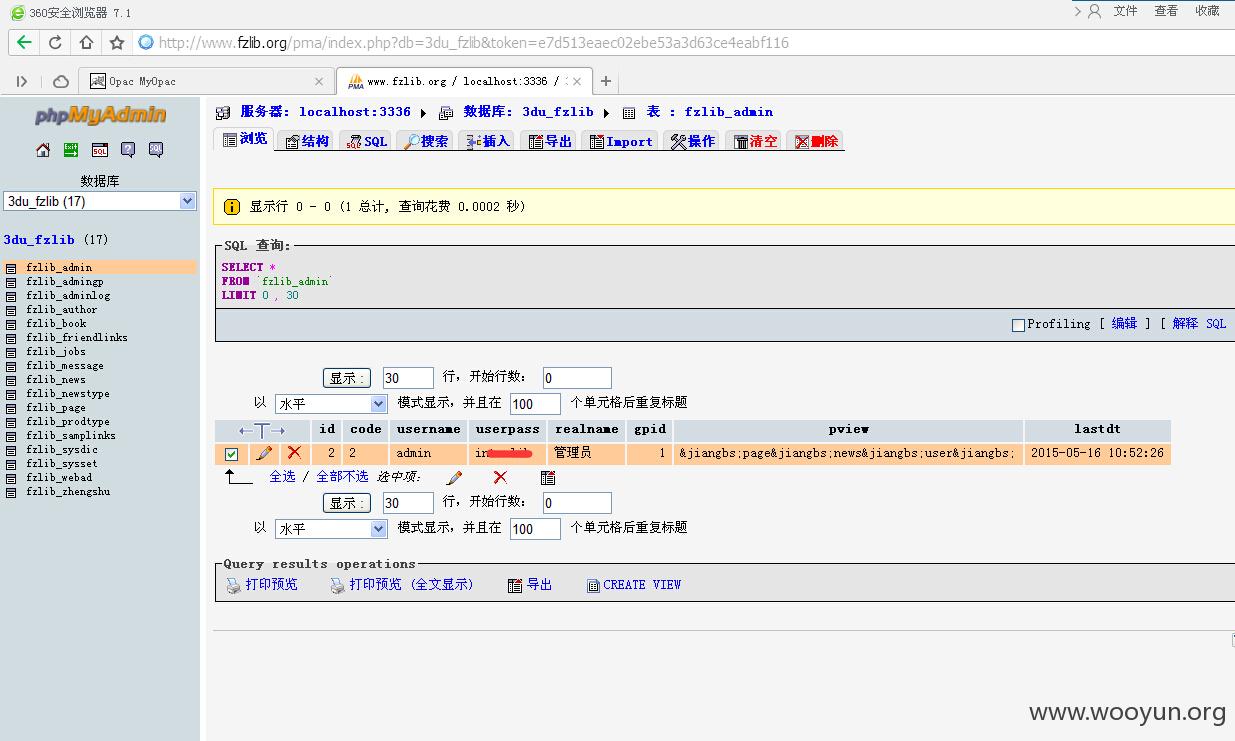 360安全浏览器 7.1
文件 查看 收藏
http://www.fzlib.org/pma/index.php?db=3du_fzlib&token=e7d513eaec02ebe53a3d63ce4eabf116
Opac MyOpac
www.fzlib.org / localhost:3336 /
phpMyAdmin
服务器: localhost:3336 数据库: 3du_fzlib 表 : fzlib_admin
浏览 结构 SQL 搜索 插入 导出 Import 操作 清空 删除
数据库
3du_fzlib (17)
3du_fzlib (17)
fzlib_admin
fzlib_admingp
fzlib_adminlog
fzlib_author
fzlib_book
fzlib_friendlinks
fzlib_jobs
fzlib_message
fzlib_news
fzlib_newstype
fzlib_page
fzlib_prodtype
fzlib_samplinks
fzlib_sysdic
fzlib_sysset
fzlib_webad
fzlib_zhengshu
显示行 0 - 0 (1 总计, 查询花费 0.0002 秒)
SQL 查询:
SELECT *
FROM `fzlib_admin`
LIMIT 0 , 30
Profiling [ 编辑 ] [ 解释 SQL
显示 : 30 行，开始行数: 0
以 水平 模式显示，并且在 100 个单元格后重复标题
←T→ id code username userpass realname gpid pview lastdt
2 2 admin 管理员 1 &jiangbs;page&jiangbs;news&jiangbs;user&jiangbs; 2015-05-16 10:52:26
全选 / 全部不选 选中项:
显示 : 30 行，开始行数: 0
以 水平 模式显示，并且在 100 个单元格后重复标题
Query results operations
打印预览 打印预览 (全文显示) 导出 CREATE VIEW
www.wooyun.org